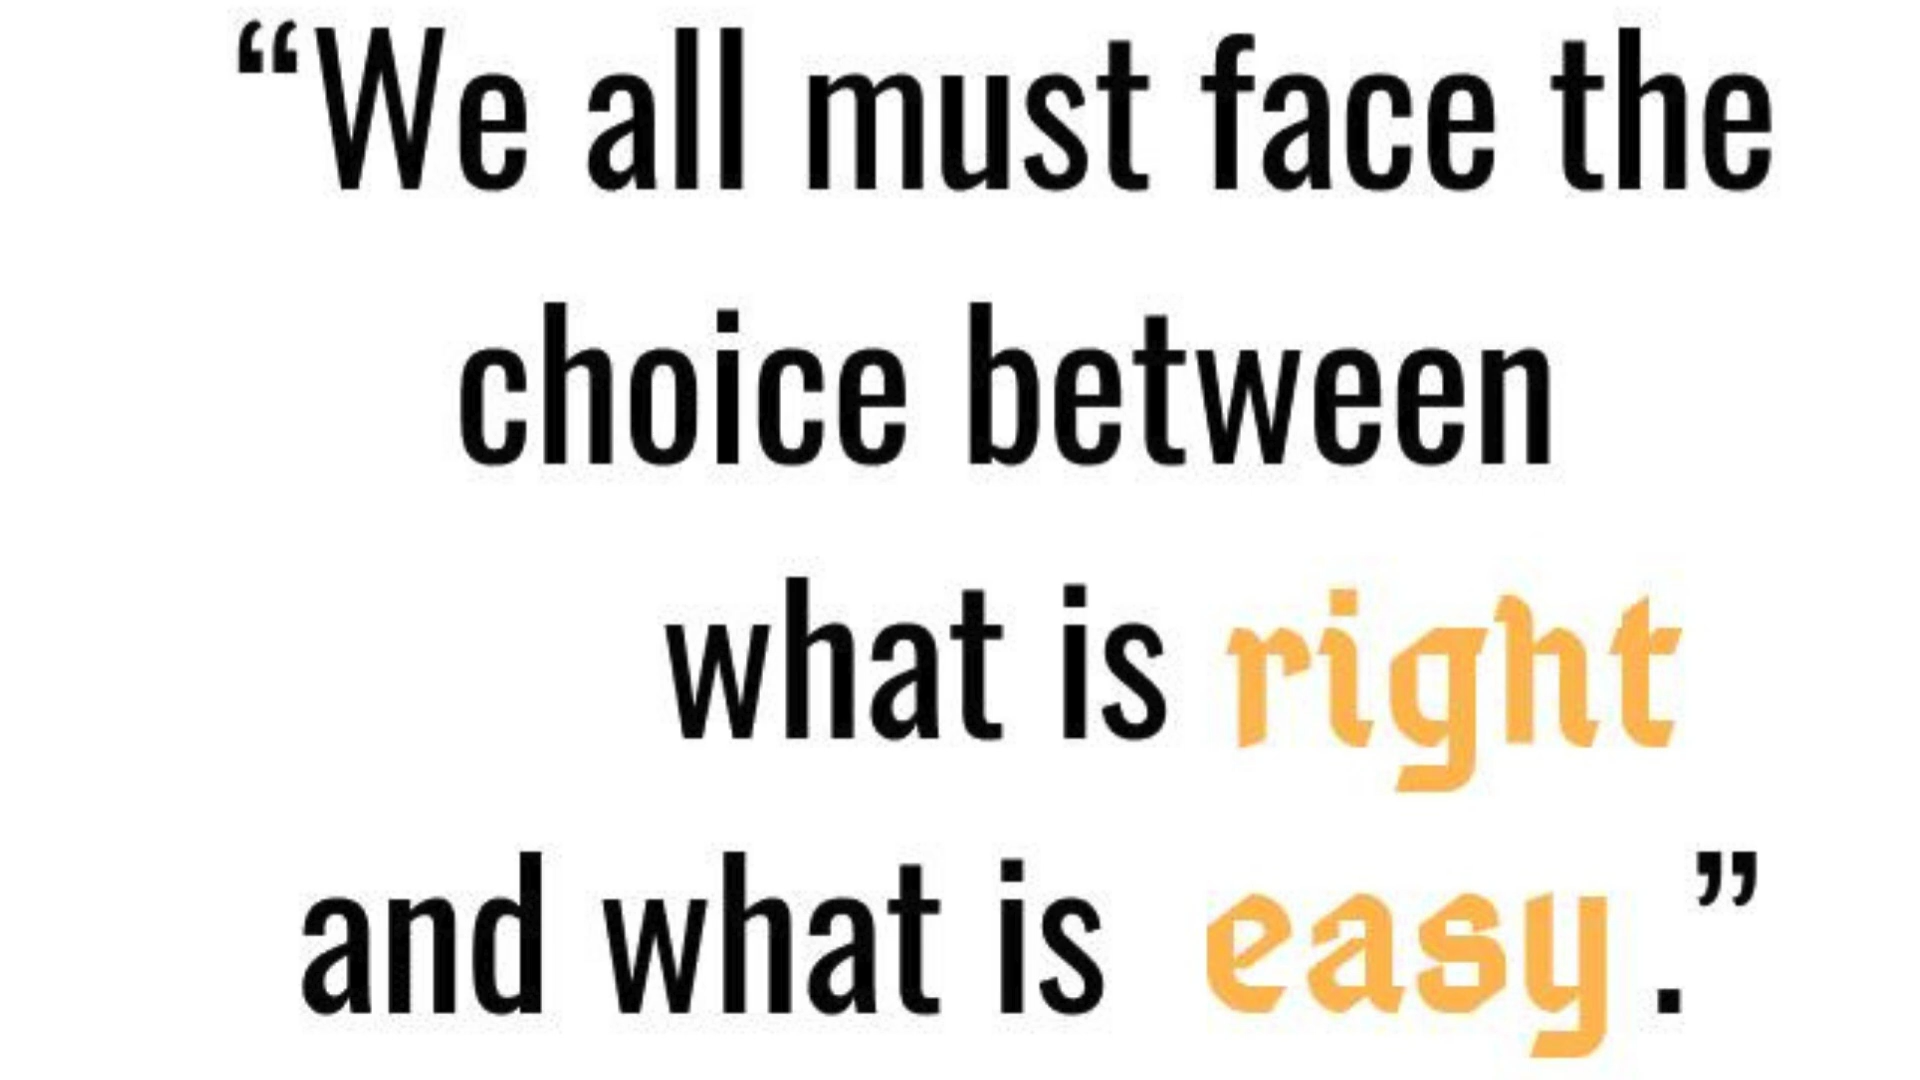 “We all must face the
choice between
what is right
and what is easy.”